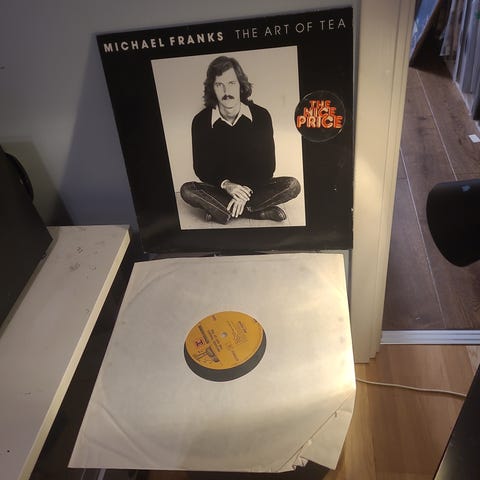 MICHAEL FRANKS THE ART OF TEA
THE
NICE
PRICE